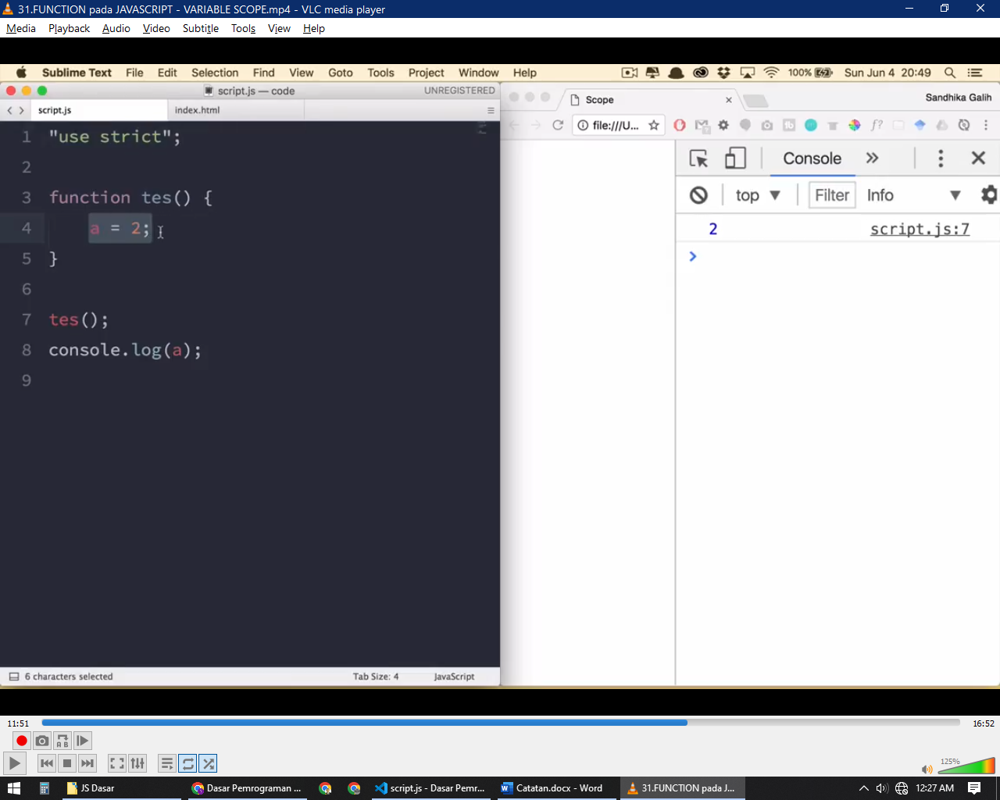 31.FUNCTION pada JAVASCRIPT - VARIABLE SCOPE.mp4 - VLC media player
Media Playback Audio Video Subtitle Tools View Help
Sublime Text File Edit Selection Find View Goto Tools Project Window Help 100% Sun Jun 4 20:49
script.js — code UNREGISTERED
script.js index.html
1 "use strict";
2
3 function tes() {
4 a = 2;
5 }
6
7 tes();
8 console.log(a);
9
6 characters selected Tab Size: 4 JavaScript
Scope Sandhika Galih
file:///U...
Console
top Filter Info
2 script.js:7
11:51 16:52
125%
JS Dasar Dasar Pemrograman ... script.js - Dasar Pemr... Catatan.docx - Word 31.FUNCTION pada J... 12:27 AM